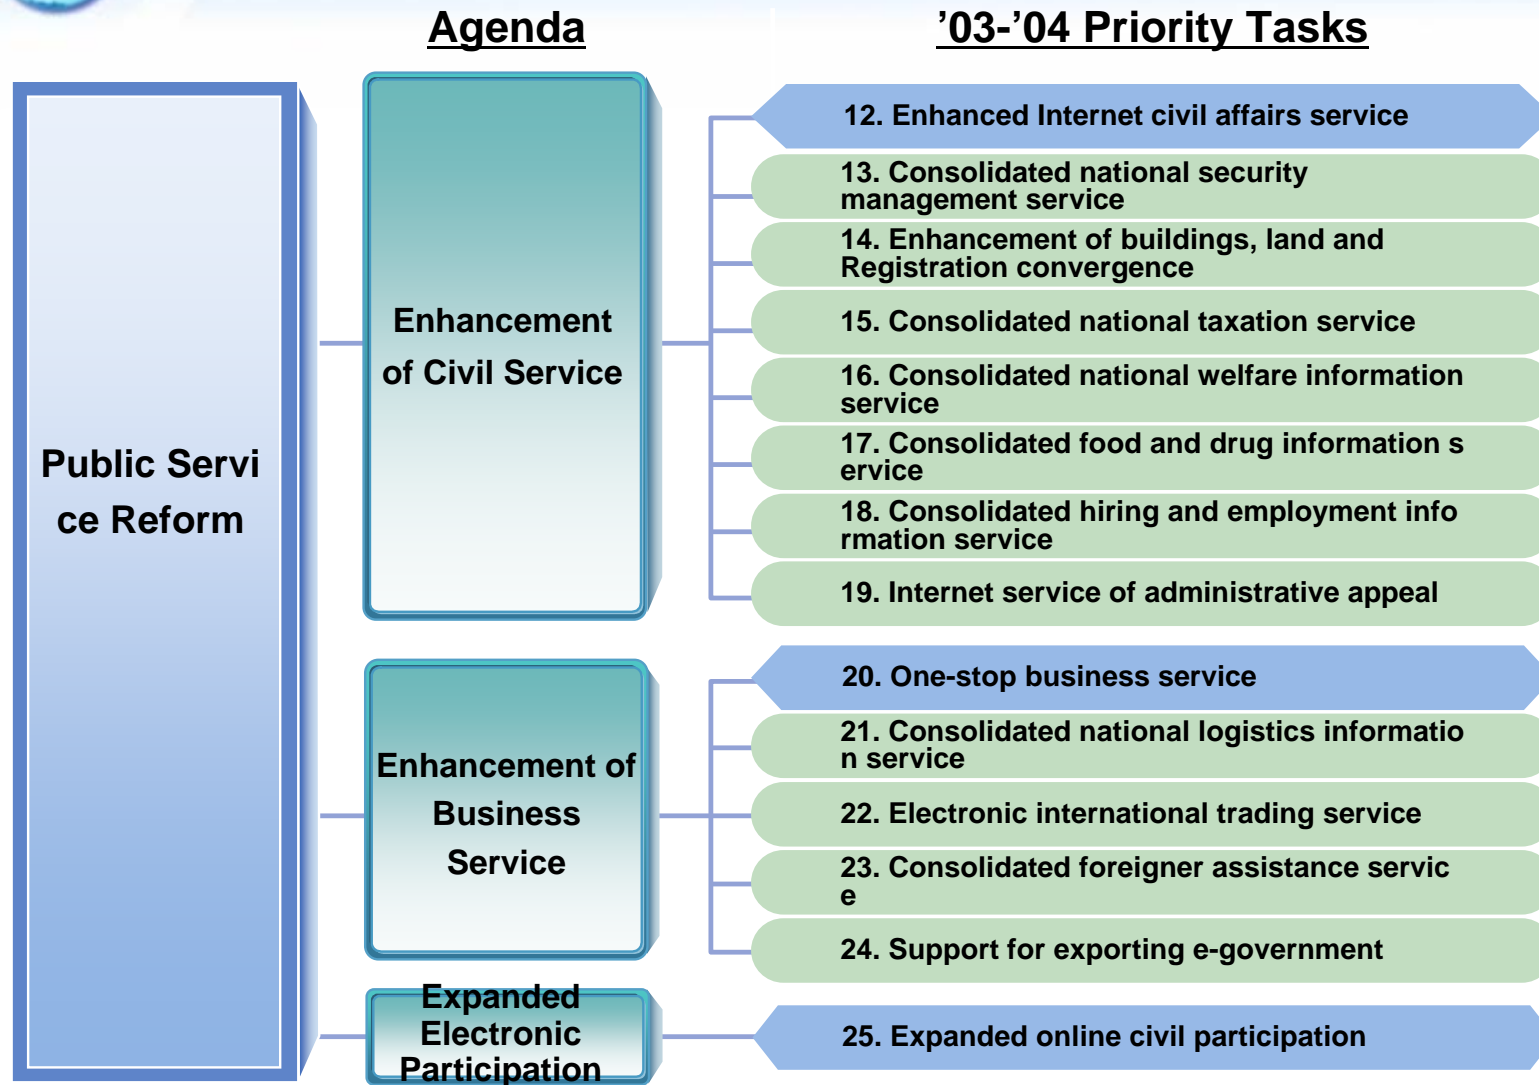 Agenda
’03-’04 Priority Tasks
Public Servi
ce Reform
Enhancement
of Civil Service
12. Enhanced Internet civil affairs service
13. Consolidated national security
management service
14. Enhancement of buildings, land and
Registration convergence
15. Consolidated national taxation service
16. Consolidated national welfare information
service
17. Consolidated food and drug information s
ervice
18. Consolidated hiring and employment info
rmation service
19. Internet service of administrative appeal
Enhancement of
Business
Service
20. One-stop business service
21. Consolidated national logistics informatio
n service
22. Electronic international trading service
23. Consolidated foreigner assistance servic
e
24. Support for exporting e-government
Expanded
Electronic
Participation
25. Expanded online civil participation